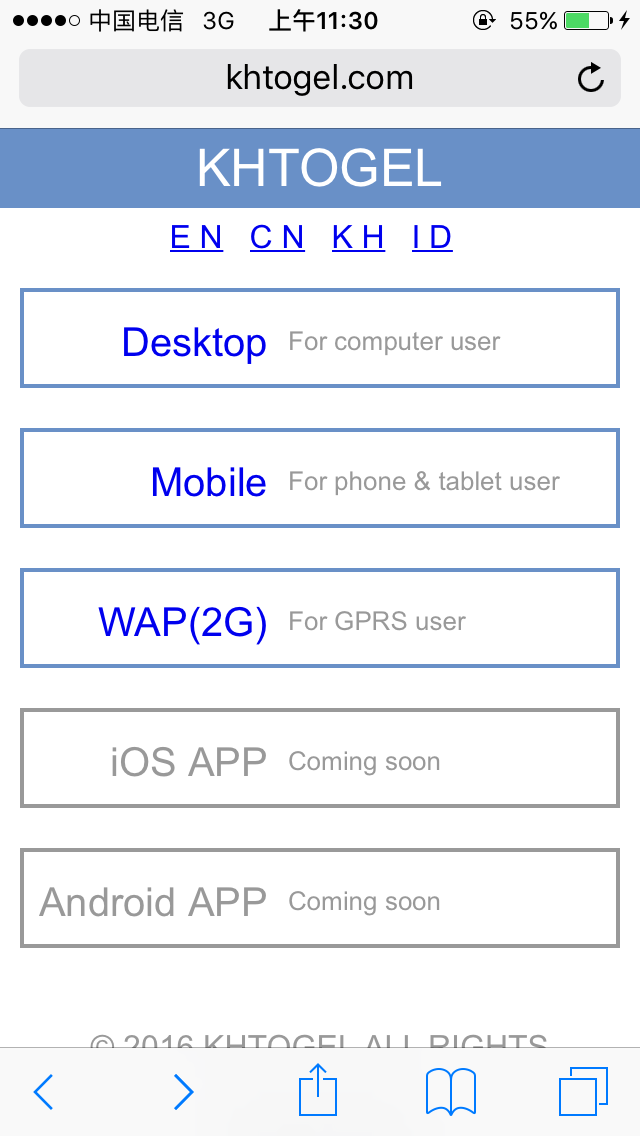 中国电信 3G 上午11:30 55%
khtogel.com
KHTOGEL
EN CN KH ID
Desktop For computer user
Mobile For phone & tablet user
WAP(2G) For GPRS user
iOS APP Coming soon
Android APP Coming soon
© 2016 KHTOGEL ALL RIGHTS